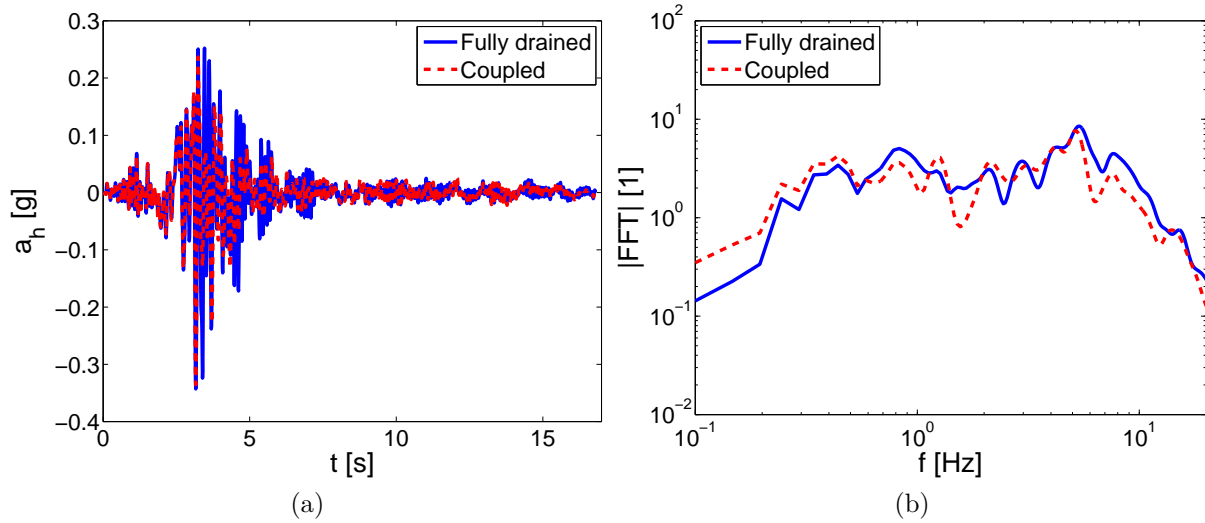 0.3
0.2
0.1
0
−0.1
−0.2
−0.3
−0.4
a_h [g]
Fully drained
Coupled
0
5
10
15
t [s]
(a)
10^2
10^1
10^0
10^−1
10^−2
|FFT| [1]
Fully drained
Coupled
10^−1
10^0
10^1
f [Hz]
(b)